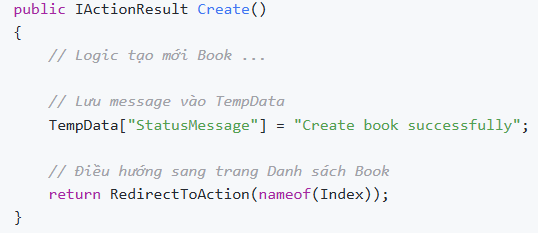 public IActionResult Create()
{
// Logic tạo mới Book ...
// Lưu message vào TempData
TempData["StatusMessage"] = "Create book successfully";
// Điều hướng sang trang Danh sách Book
return RedirectToAction(nameof(Index));
}